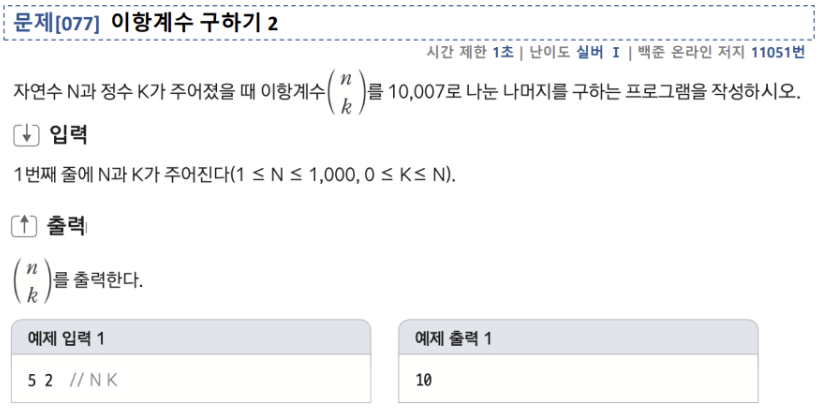 문제[077] 이항계수 구하기 2
시간 제한 1초 | 난이도 실버 I | 백준 온라인 저지 11051번
자연수 N과 정수 K가 주어졌을 때 이항계수(n k)를 10,007로 나눈 나머지를 구하는 프로그램을 작성하시오.
입력
1번째 줄에 N과 K가 주어진다(1 ≤ N ≤ 1,000, 0 ≤ K ≤ N).
출력
(n k)를 출력한다.
예제 입력 1
5 2 // N K
예제 출력 1
10